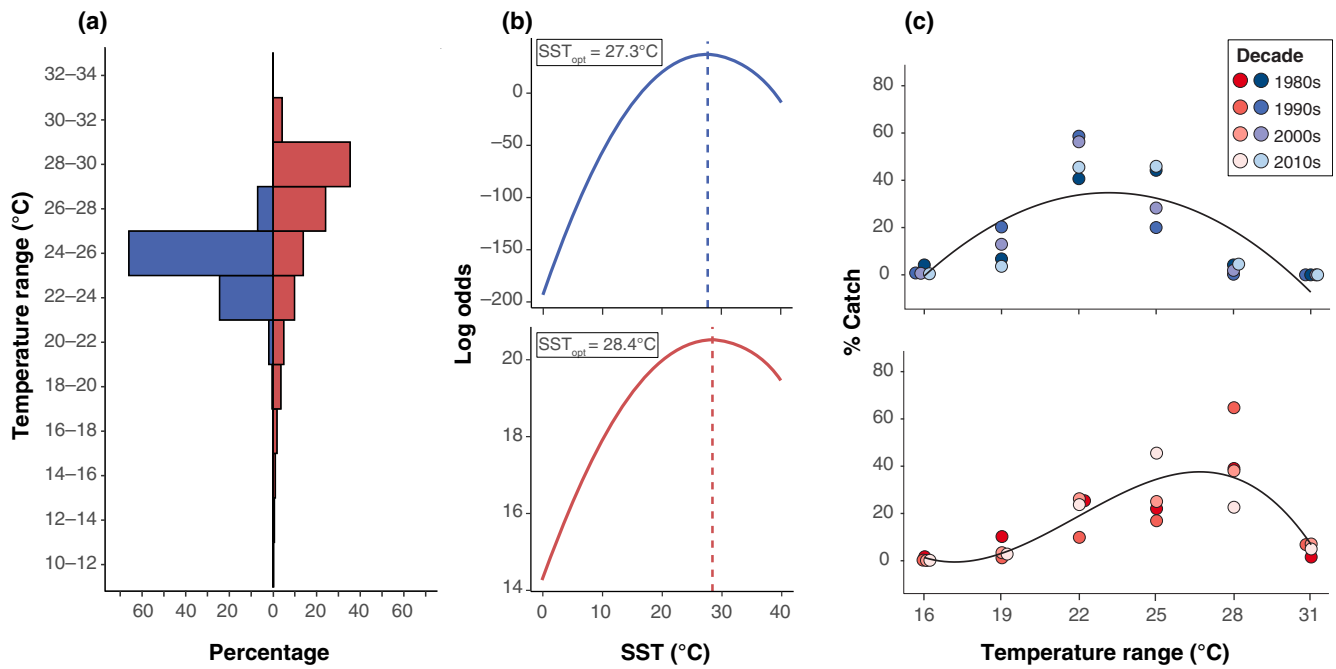 (a)
Temperature range (°C)
32–34
30–32
28–30
26–28
24–26
22–24
20–22
18–20
16–18
14–16
12–14
10–12
60 40 20 0 20 40 60
Percentage
(b)
Log odds
SSTopt = 27.3°C
0
−50
−100
−150
−200
SSTopt = 28.4°C
20
18
16
14
0 10 20 30 40
SST (°C)
(c)
% Catch
80
60
40
20
0
Decade
1980s
1990s
2000s
2010s
80
60
40
20
0
16 19 22 25 28 31
Temperature range (°C)